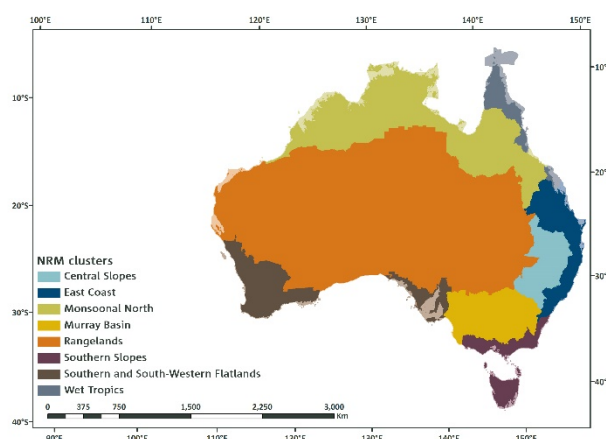 100°E 120°E 130°E 140°E 150°E
10°S 10°S
20°S 20°S
30°S 30°S
40°S 40°S
NRM clusters
Central Slopes
East Coast
Monsoonal North
Murray Basin
Rangelands
Southern Slopes
Southern and South-Western Flatlands
Wet Tropics
0 375 750 1,500 2,250 3,000
Km
90°E 100°E 110°E 120°E 130°E 140°E 150°E